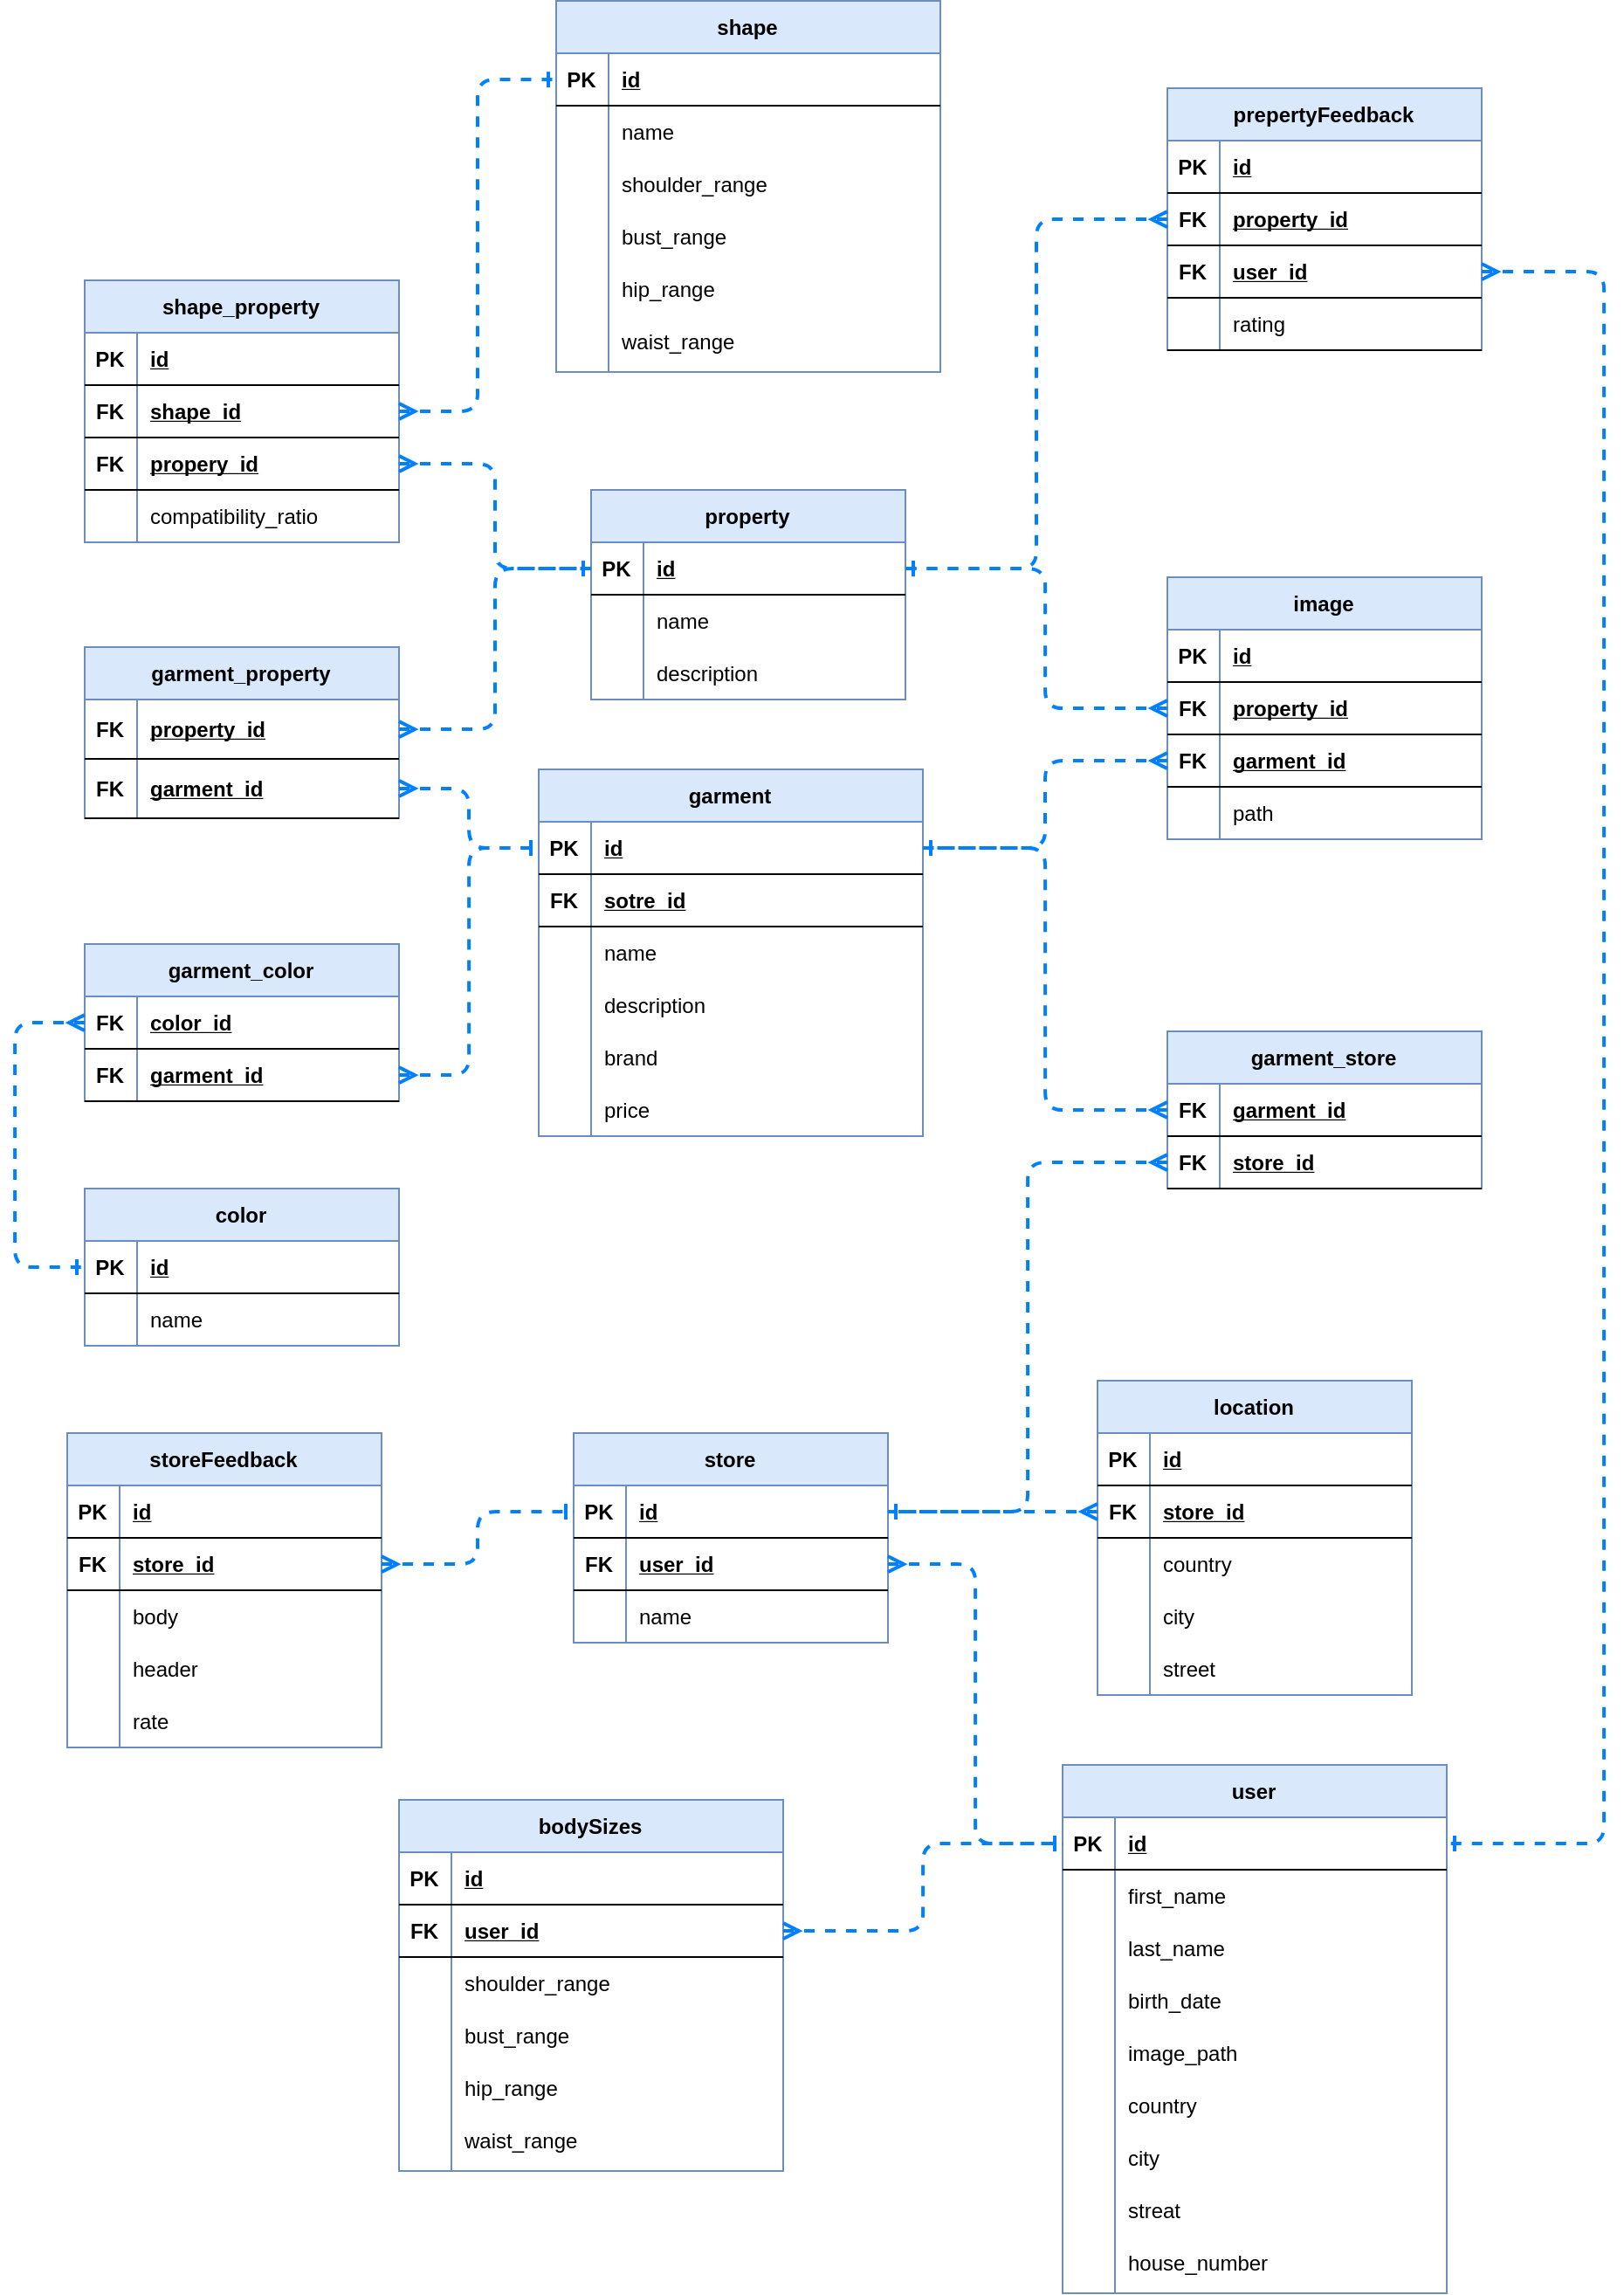 shape
PK id
name
shoulder_range
bust_range
hip_range
waist_range
prepertyFeedback
PK id
FK property_id
FK user_id
rating
shape_property
PK id
FK shape_id
FK propery_id
compatibility_ratio
property
PK id
name
description
image
PK id
FK property_id
FK garment_id
path
garment_property
FK property_id
FK garment_id
garment
PK id
FK sotre_id
name
description
brand
price
garment_color
FK color_id
FK garment_id
garment_store
FK garment_id
FK store_id
color
PK id
name
location
PK id
FK store_id
country
city
street
storeFeedback
PK id
FK store_id
body
header
rate
store
PK id
FK user_id
name
user
PK id
first_name
last_name
birth_date
image_path
country
city
streat
house_number
bodySizes
PK id
FK user_id
shoulder_range
bust_range
hip_range
waist_range